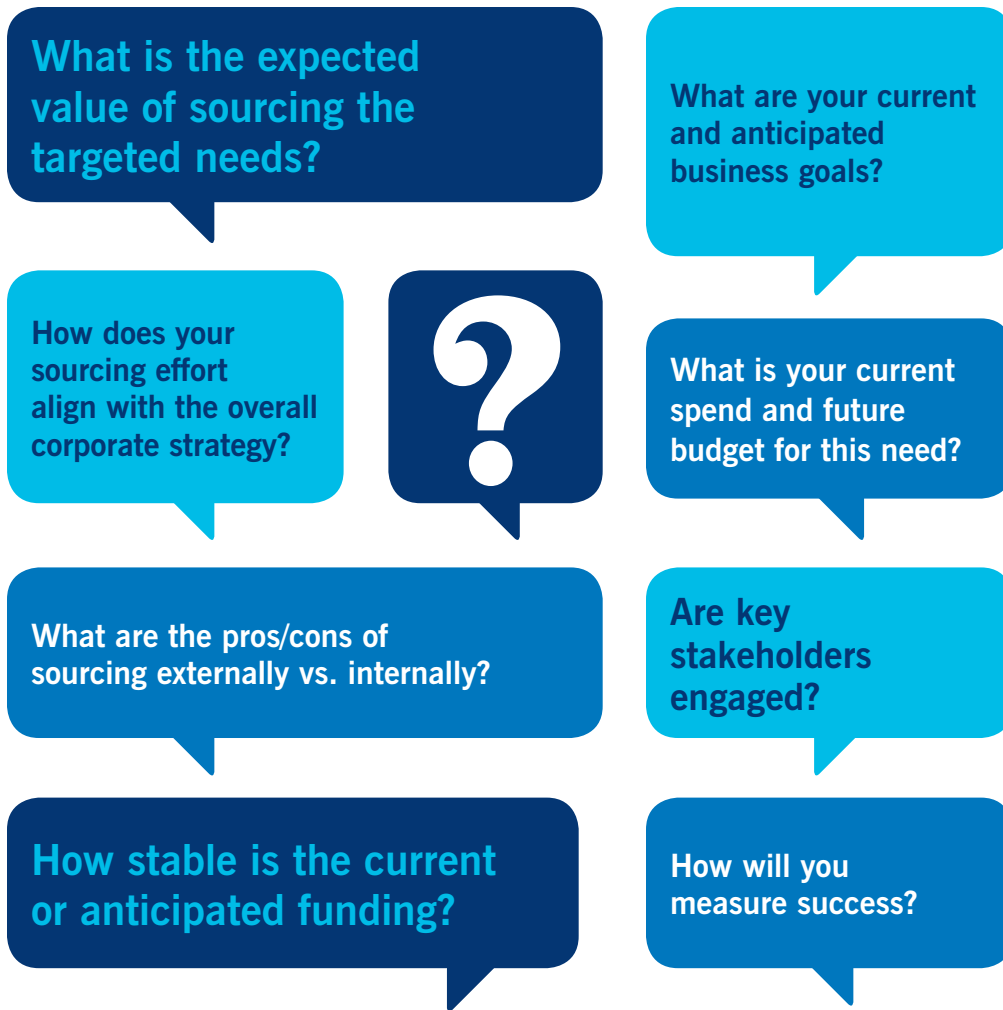 What is the expected
value of sourcing the
targeted needs?
What are your current
and anticipated
business goals?
How does your
sourcing effort
align with the overall
corporate strategy?
?
What is your current
spend and future
budget for this need?
What are the pros/cons of
sourcing externally vs. internally?
Are key
stakeholders
engaged?
How stable is the current
or anticipated funding?
How will you
measure success?